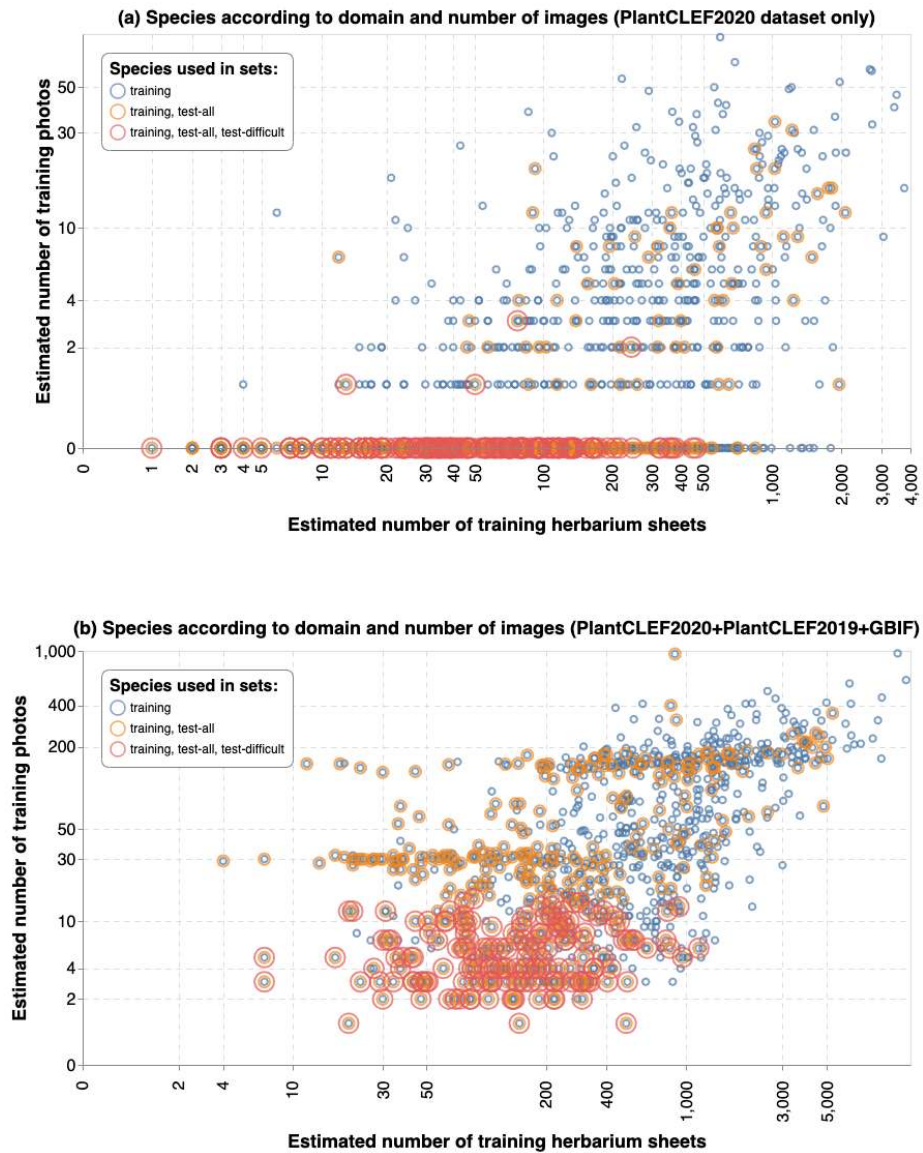 (a) Species according to domain and number of images (PlantCLEF2020 dataset only)
Species used in sets:
training
training, test-all
training, test-all, test-difficult
Estimated number of training photos
50
30
10
4
2
0
0 1 2 3 4 5 10 20 30 40 50 100 200 300 400 500 1,000 2,000 3,000 4,000
Estimated number of training herbarium sheets
(b) Species according to domain and number of images (PlantCLEF2020+PlantCLEF2019+GBIF)
Species used in sets:
training
training, test-all
training, test-all, test-difficult
Estimated number of training photos
1,000
400
200
50
30
10
4
2
0
0 2 4 10 30 50 200 400 1,000 3,000 5,000
Estimated number of training herbarium sheets